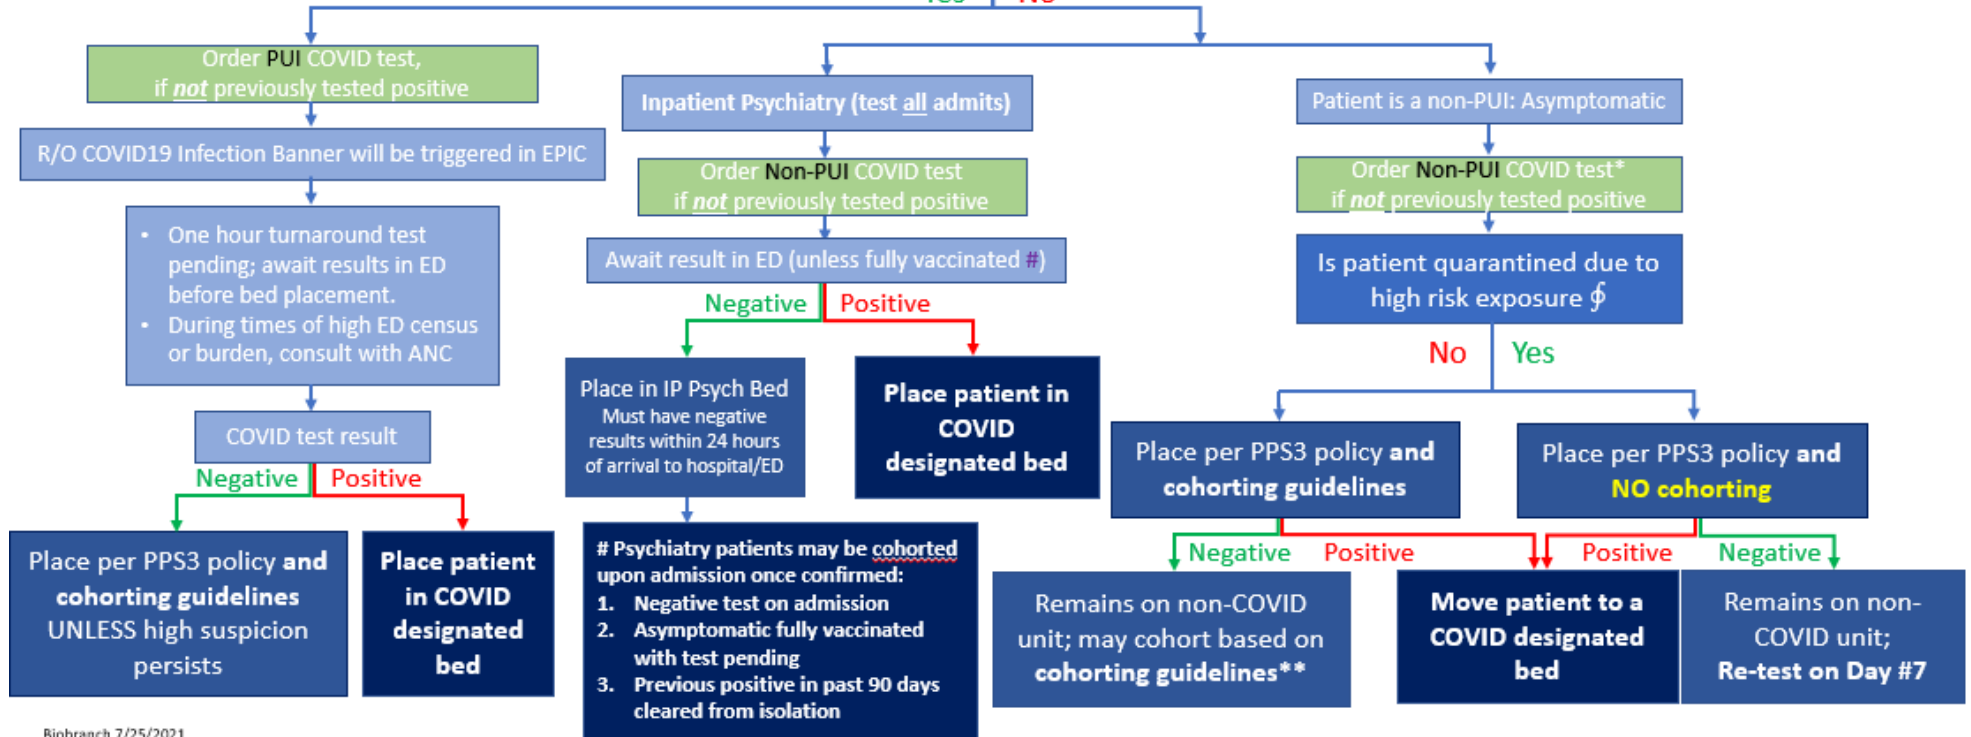 Yes No
Order PUI COVID test,
if not previously tested positive
R/O COVID19 Infection Banner will be triggered in EPIC
• One hour turnaround test
pending; await results in ED
before bed placement.
• During times of high ED census
or burden, consult with ANC
COVID test result
Negative Positive
Place per PPS3 policy and
cohorting guidelines
UNLESS high suspicion
persists
Place patient
in COVID
designated
bed
Inpatient Psychiatry (test all admits)
Order Non-PUI COVID test
if not previously tested positive
Await result in ED (unless fully vaccinated #)
Negative Positive
Place in IP Psych Bed
Must have negative
results within 24 hours
of arrival to hospital/ED
Place patient in
COVID
designated bed
# Psychiatry patients may be cohorted
upon admission once confirmed:
1. Negative test on admission
2. Asymptomatic fully vaccinated
with test pending
3. Previous positive in past 90 days
cleared from isolation
Patient is a non-PUI: Asymptomatic
Order Non-PUI COVID test*
if not previously tested positive
Is patient quarantined due to
high risk exposure ∮
No Yes
Place per PPS3 policy and
cohorting guidelines
Place per PPS3 policy and
NO cohorting
Negative Positive
Positive Negative
Remains on non-COVID
unit; may cohort based on
cohorting guidelines**
Move patient to a
COVID designated
bed
Remains on non-
COVID unit;
Re-test on Day #7
Biobranch 7/25/2021